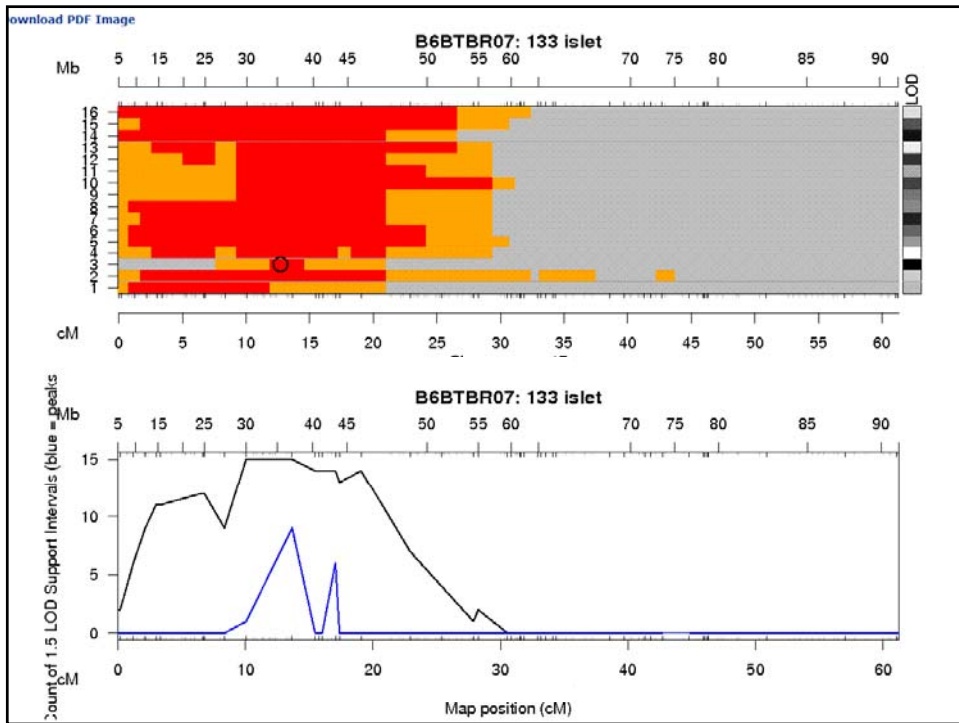 ownload PDF Image
B6BTBR07: 133 islet
Mb 5 15 20 25 30 35 40 45 50 55 60 70 75 80 85 90
LOD
16
15
14
13
12
11
10
9
8
7
6
5
4
3
2
1
cM 0 5 10 15 20 25 30 35 40 45 50 55 60
B6BTBR07: 133 islet
Mb 5 15 20 25 30 35 40 45 50 55 60 70 75 80 85 90
Count of 1.5 LOD Support Intervals (blue = peaks
15
10
5
0
cM 0 10 20 30 40 50 60
Map position (cM)